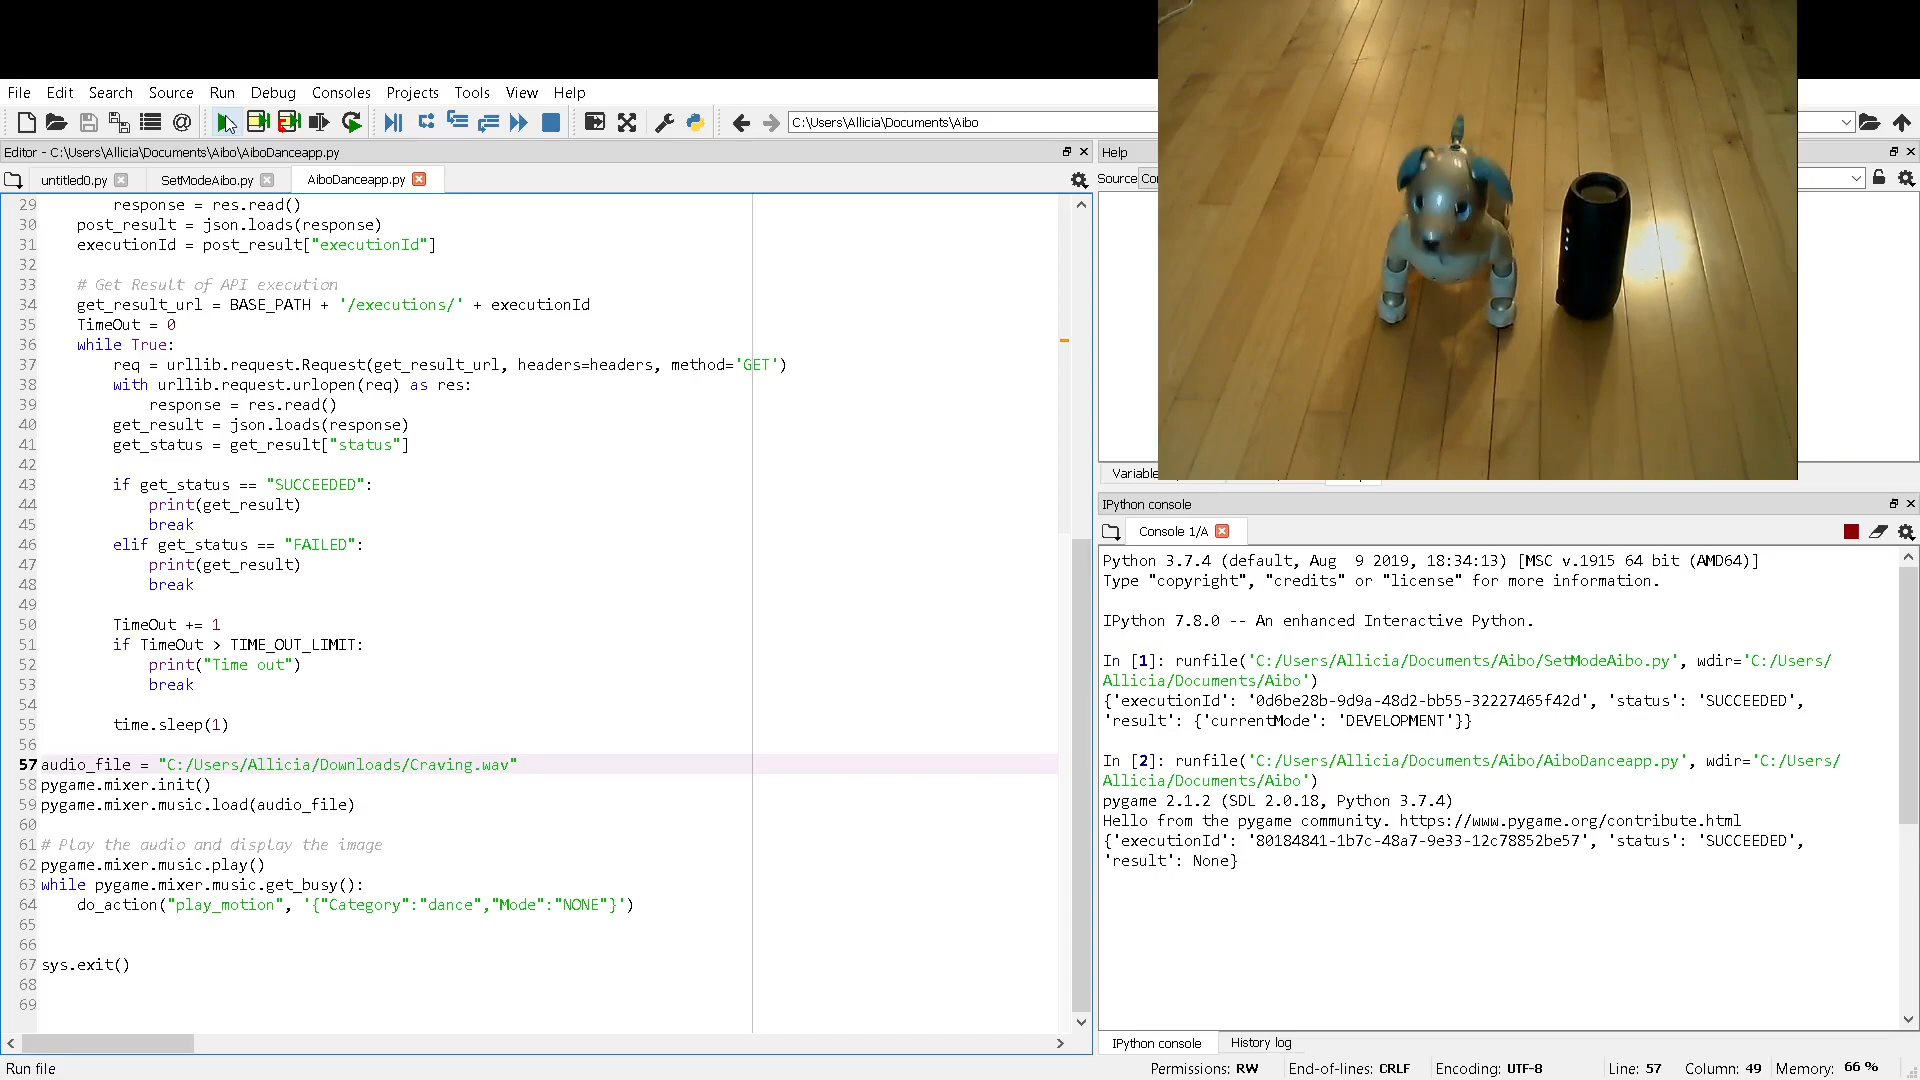 File Edit Search Source Run Debug Consoles Projects Tools View Help
C:\Users\Allicia\Documents\Aibo
Editor - C:\Users\Allicia\Documents\Aibo\AiboDanceapp.py
untitled0.py SetModeAibo.py AiboDanceapp.py
29 response = res.read()
30 post_result = json.loads(response)
31 executionId = post_result["executionId"]
32
33 # Get Result of API execution
34 get_result_url = BASE_PATH + '/executions/' + executionId
35 TimeOut = 0
36 while True:
37 req = urllib.request.Request(get_result_url, headers=headers, method='GET')
38 with urllib.request.urlopen(req) as res:
39 response = res.read()
40 get_result = json.loads(response)
41 get_status = get_result["status"]
42
43 if get_status == "SUCCEEDED":
44 print(get_result)
45 break
46 elif get_status == "FAILED":
47 print(get_result)
48 break
49
50 TimeOut += 1
51 if TimeOut > TIME_OUT_LIMIT:
52 print("Time out")
53 break
54
55 time.sleep(1)
56
57 audio_file = "C:/Users/Allicia/Downloads/Craving.wav"
58 pygame.mixer.init()
59 pygame.mixer.music.load(audio_file)
60
61 # Play the audio and display the image
62 pygame.mixer.music.play()
63 while pygame.mixer.music.get_busy():
64 do_action("play_motion", '{"Category":"dance","Mode":"NONE"}')
65
66
67 sys.exit()
68
69
Help
Source Co
Variable
IPython console
Console 1/A
Python 3.7.4 (default, Aug  9 2019, 18:34:13) [MSC v.1915 64 bit (AMD64)]
Type "copyright", "credits" or "license" for more information.
IPython 7.8.0 -- An enhanced Interactive Python.
In [1]: runfile('C:/Users/Allicia/Documents/Aibo/SetModeAibo.py', wdir='C:/Users/
Allicia/Documents/Aibo')
{'executionId': '0d6be28b-9d9a-48d2-bb55-32227465f42d', 'status': 'SUCCEEDED',
'result': {'currentMode': 'DEVELOPMENT'}}
In [2]: runfile('C:/Users/Allicia/Documents/Aibo/AiboDanceapp.py', wdir='C:/Users/
Allicia/Documents/Aibo')
pygame 2.1.2 (SDL 2.0.18, Python 3.7.4)
Hello from the pygame community. https://www.pygame.org/contribute.html
{'executionId': '80184841-1b7c-48a7-9e33-12c78852be57', 'status': 'SUCCEEDED',
'result': None}
IPython console History log
Run file
Permissions: RW End-of-lines: CRLF Encoding: UTF-8 Line: 57 Column: 49 Memory: 66 %